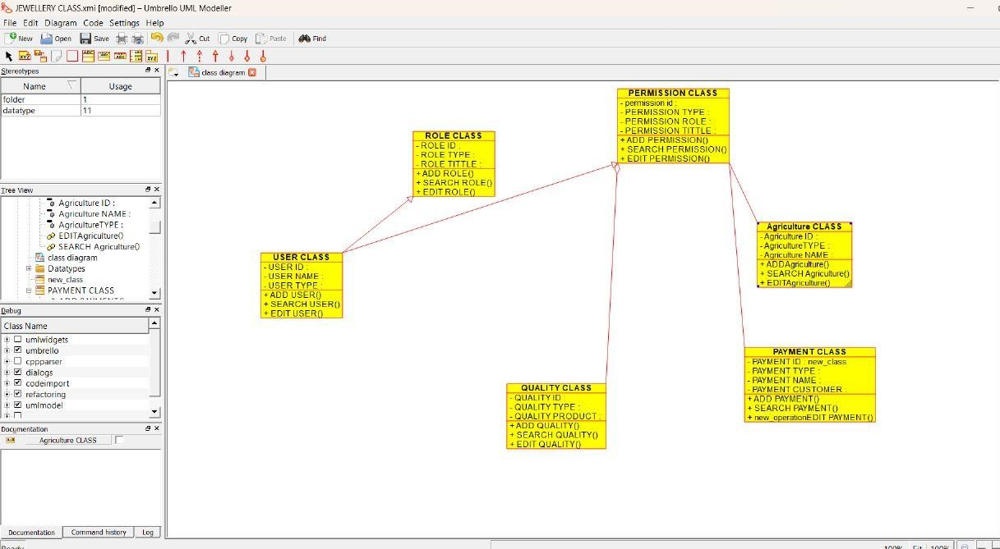 JEWELLERY CLASS.xmi [modified] – Umbrello UML Modeller
File Edit Diagram Code Settings Help
New Open Save Cut Copy Paste Find
Stereotypes
Name Usage
folder 1
datatype 11
Tree View
Agriculture ID :
Agriculture NAME :
AgricultureTYPE :
EDITAgriculture()
SEARCH Agriculture()
class diagram
Datatypes
new_class
PAYMENT CLASS
Debug
Class Name
umlwidgets
umbrello
cppparser
dialogs
codeimport
refactoring
umlmodel
Documentation
Agriculture CLASS
Documentation Command history Log
class diagram
PERMISSION CLASS
- permission id :
- PERMISSION TYPE :
- PERMISSION ROLE :
- PERMISSION TITTLE :
+ ADD PERMISSION()
+ SEARCH PERMISSION()
+ EDIT PERMISSION()
ROLE CLASS
- ROLE ID :
- ROLE TYPE :
- ROLE TITTLE :
+ ADD ROLE()
+ SEARCH ROLE()
+ EDIT ROLE()
Agriculture CLASS
- Agriculture ID :
- AgricultureTYPE :
- Agriculture NAME :
+ ADDAgriculture()
+ SEARCH Agriculture()
+ EDITAgriculture()
USER CLASS
- USER ID :
- USER NAME :
- USER TYPE :
+ ADD USER()
+ SEARCH USER()
+ EDIT USER()
PAYMENT CLASS
- PAYMENT ID : new_class
- PAYMENT TYPE :
- PAYMENT NAME :
- PAYMENT CUSTOMER :
+ ADD PAYMENT()
+ SEARCH PAYMENT()
+ new_operationEDIT PAYMENT()
QUALITY CLASS
- QUALITY ID :
- QUALITY TYPE :
- QUALITY PRODUCT :
+ ADD QUALITY()
+ SEARCH QUALITY()
+ EDIT QUALITY()
Ready 100% Fit 100%